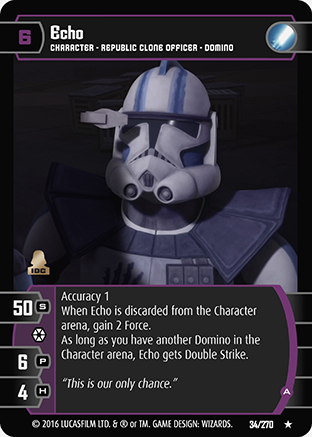 6 Echo
CHARACTER - REPUBLIC CLONE OFFICER - DOMINO
IDC
50 S
6 P
4 H
Accuracy 1
When Echo is discarded from the Character
arena, gain 2 Force.
As long as you have another Domino in the
Character arena, Echo gets Double Strike.
“This is our only chance.”
A
© 2016 LUCASFILM LTD. & ® or TM. GAME DESIGN: WIZARDS. 34/270 ★